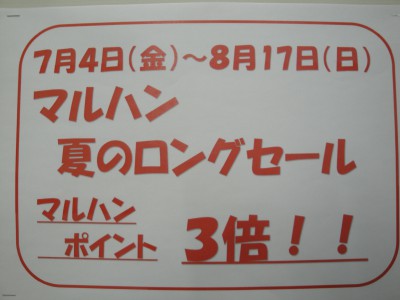 7月4日(金)～8月17日(日)
マルハン
夏のロングセール
マルハン
ポイント 3倍！！